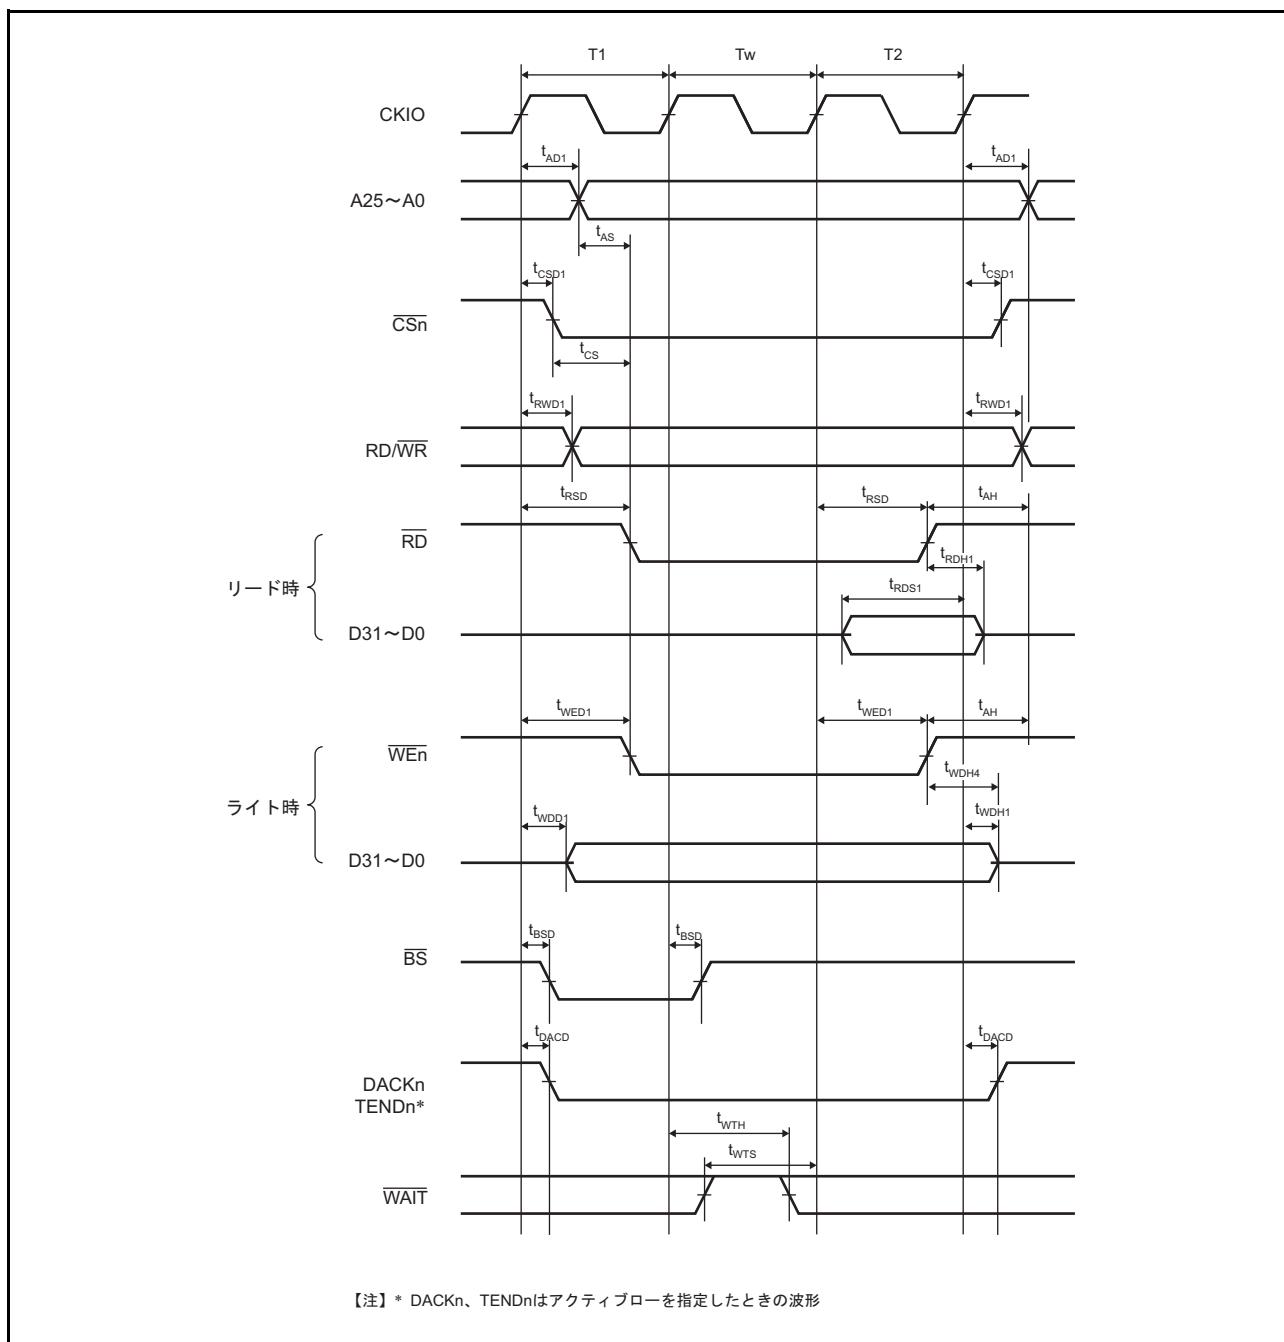 T1 Tw T2
CKIO
tAD1 tAD1
A25～A0
tAS
tCSD1 tCSD1
CSn
tCS
tRWD1 tRWD1
RD/WR
tRSD tRSD tAH
RD
tRDH1
リード時
tRDS1
D31～D0
tWED1 tWED1 tAH
WEn
tWDH4
ライト時
tWDD1 tWDH1
D31～D0
tBSD tBSD
BS
tDACD tDACD
DACKn
TENDn*
tWTH
tWTS
WAIT
【注】* DACKn、TENDnはアクティブローを指定したときの波形